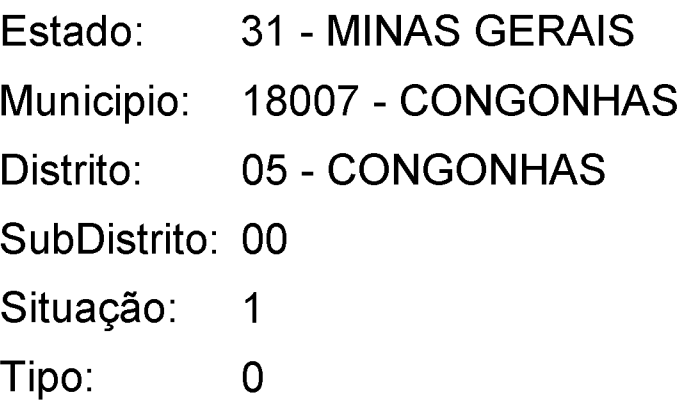 Estado: 31 - MINAS GERAIS
Municipio: 18007 - CONGONHAS
Distrito: 05 - CONGONHAS
SubDistrito: 00
Situação: 1
Tipo: 0